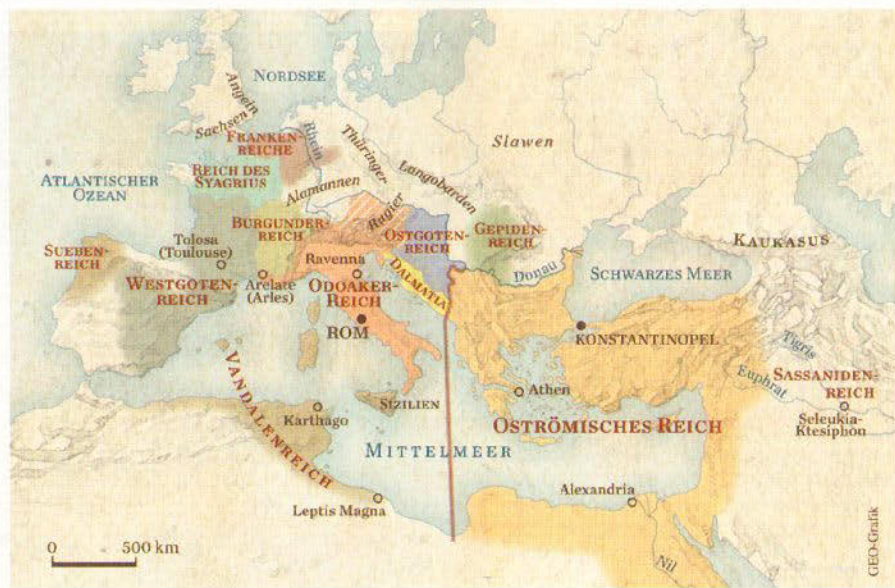 NORDSEE
Angeln
Sachsen
FRANKEN-
REICHE
Rhein
Thüringer
Slawen
REICH DES
SYAGRIUS
ATLANTISCHER
OZEAN
Alamannen
Langobarden
Rugier
BURGUNDER-
REICH
OSTGOTEN-
REICH
GEPIDEN-
REICH
KAUKASUS
SUEBEN-
REICH
Tolosa
(Toulouse)
Ravenna
DALMATIA
Donau
SCHWARZES MEER
WESTGOTEN-
REICH
Arelate
(Arles)
ODOAKER-
REICH
ROM
KONSTANTINOPEL
Tigris
Euphrat
SASSANIDEN-
REICH
Seleukia-
Ktesiphon
VANDALENREICH
Karthago
SIZILIEN
Athen
OSTRÖMISCHES REICH
MITTELMEER
Leptis Magna
Alexandria
Nil
0 500 km
GEO-Grafik